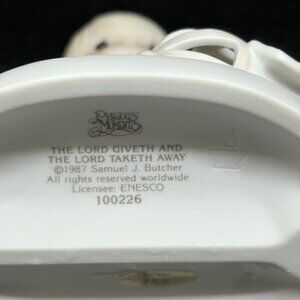 PRECIOUS
MOMENTS
THE LORD GIVETH AND
THE LORD TAKETH AWAY
©1987 Samuel J. Butcher
All rights reserved worldwide
Licensee: ENESCO
100226